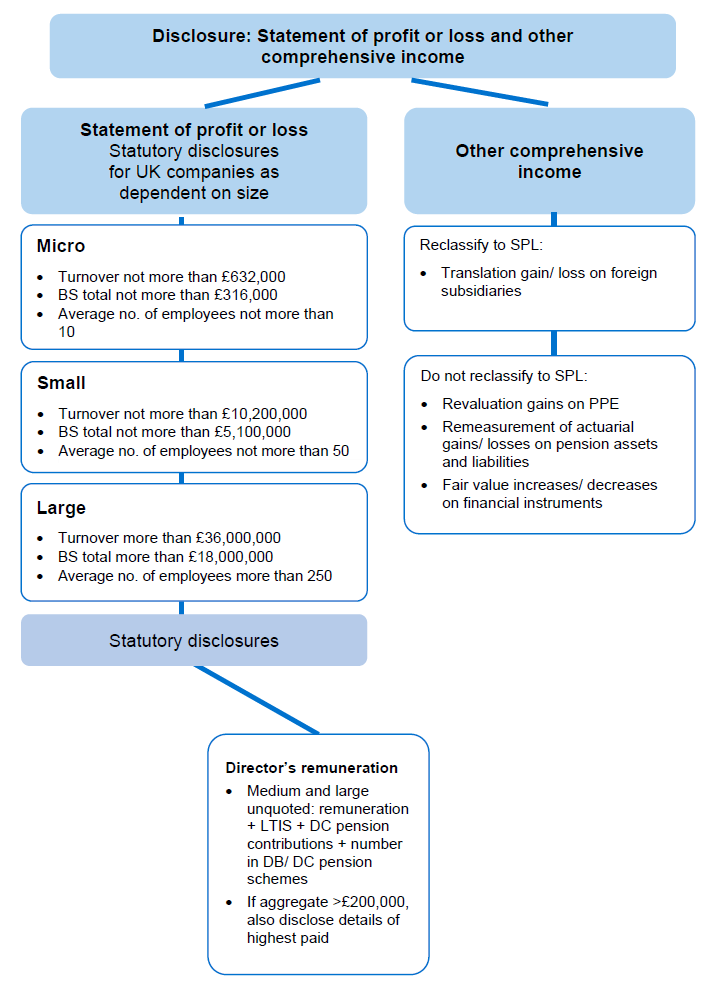 Disclosure: Statement of profit or loss and other
comprehensive income
Statement of profit or loss
Statutory disclosures
for UK companies as
dependent on size
Micro
• Turnover not more than £632,000
• BS total not more than £316,000
• Average no. of employees not more than
10
Small
• Turnover not more than £10,200,000
• BS total not more than £5,100,000
• Average no. of employees not more than 50
Large
• Turnover more than £36,000,000
• BS total more than £18,000,000
• Average no. of employees more than 250
Statutory disclosures
Other comprehensive
income
Reclassify to SPL:
• Translation gain/ loss on foreign
subsidiaries
Do not reclassify to SPL:
• Revaluation gains on PPE
• Remeasurement of actuarial
gains/ losses on pension assets
and liabilities
• Fair value increases/ decreases
on financial instruments
Director's remuneration
• Medium and large
unquoted: remuneration
+ LTIS + DC pension
contributions + number
in DB/ DC pension
schemes
• If aggregate >£200,000,
also disclose details of
highest paid